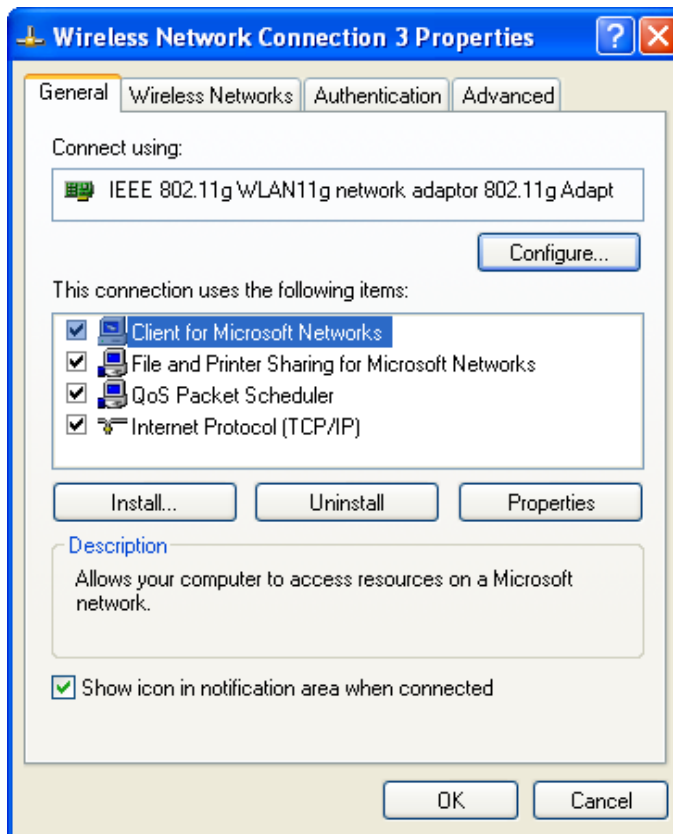 Wireless Network Connection 3 Properties
General Wireless Networks Authentication Advanced
Connect using:
IEEE 802.11g WLAN11g network adaptor 802.11g Adapt
Configure...
This connection uses the following items:
Client for Microsoft Networks
File and Printer Sharing for Microsoft Networks
QoS Packet Scheduler
Internet Protocol (TCP/IP)
Install... Uninstall Properties
Description
Allows your computer to access resources on a Microsoft
network.
Show icon in notification area when connected
OK Cancel